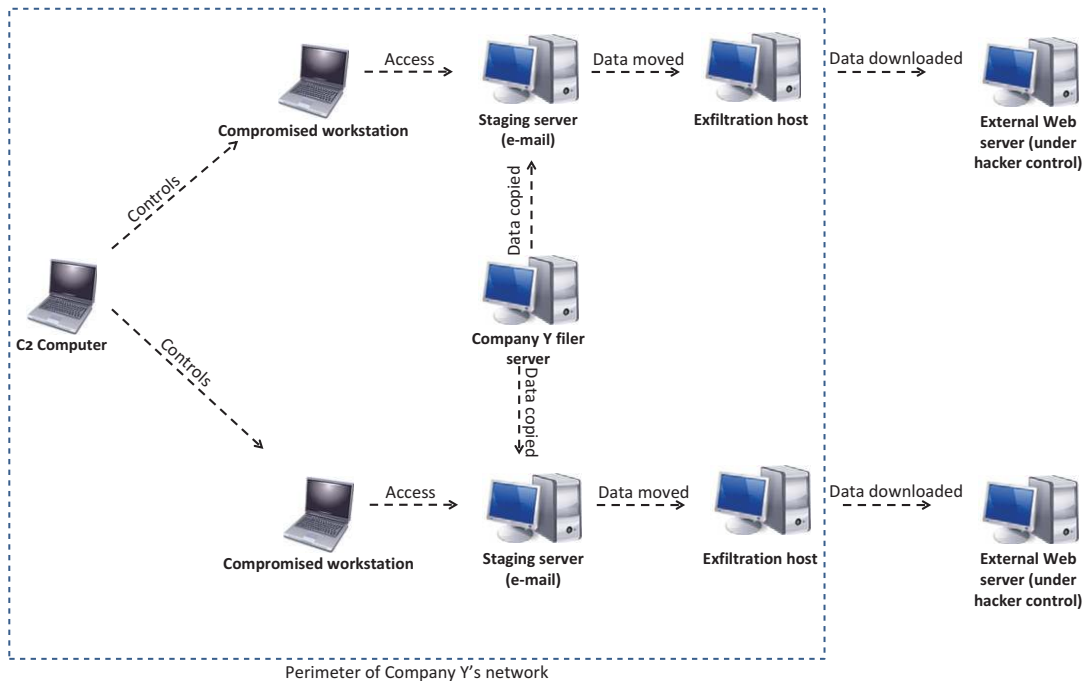 Access
Data moved
Data downloaded
Compromised workstation
Staging server
(e-mail)
Exfiltration host
External Web
server (under
hacker control)
Controls
Data copied
C2 Computer
Company Y filer
server
Controls
Data copied
Access
Data moved
Data downloaded
Compromised workstation
Staging server
(e-mail)
Exfiltration host
External Web
server (under
hacker control)
Perimeter of Company Y's network